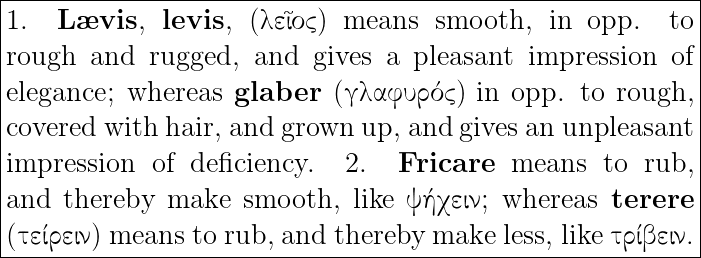 1. Lævis, levis, (λεῖος) means smooth, in opp. to
rough and rugged, and gives a pleasant impression of
elegance; whereas glaber (γλαφυρός) in opp. to rough,
covered with hair, and grown up, and gives an unpleasant
impression of deficiency. 2. Fricare means to rub,
and thereby make smooth, like ψήχειν; whereas terere
(τείρειν) means to rub, and thereby make less, like τρίβειν.